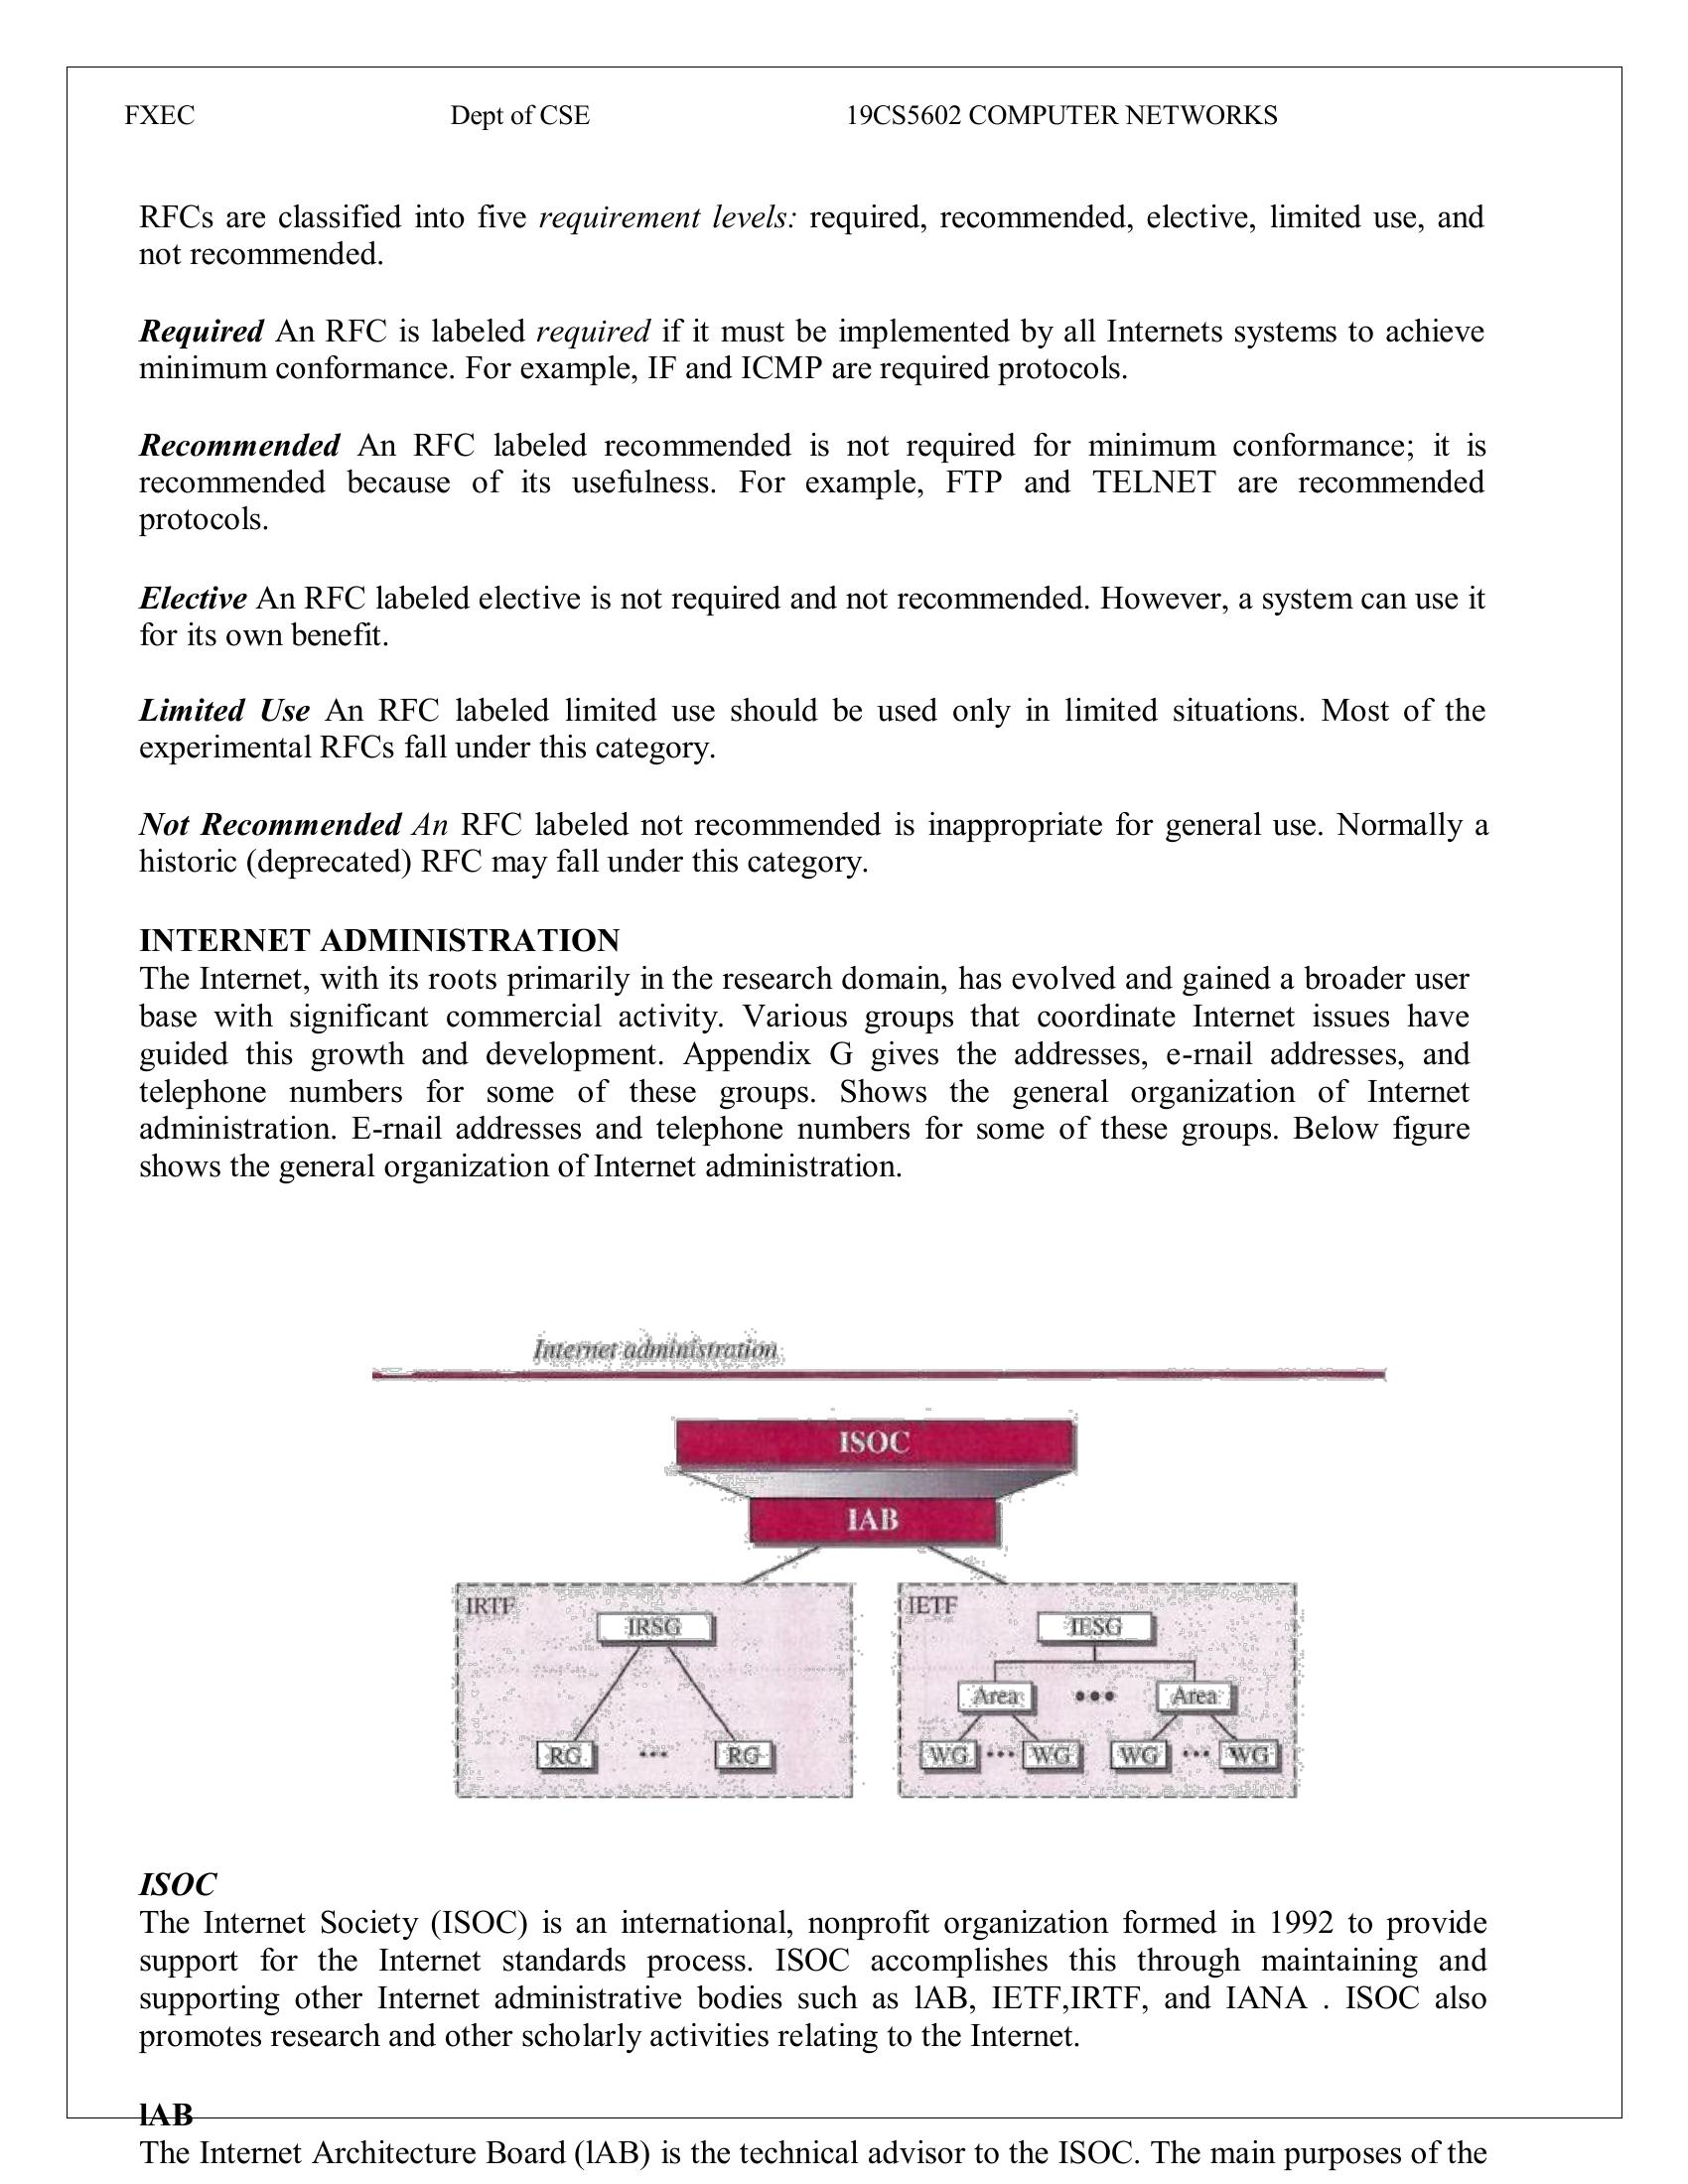 FXEC Dept of CSE 19CS5602 COMPUTER NETWORKS
RFCs are classified into five requirement levels: required, recommended, elective, limited use, and
not recommended.
Required An RFC is labeled required if it must be implemented by all Internets systems to achieve
minimum conformance. For example, IF and ICMP are required protocols.
Recommended An RFC labeled recommended is not required for minimum conformance; it is
recommended because of its usefulness. For example, FTP and TELNET are recommended
protocols.
Elective An RFC labeled elective is not required and not recommended. However, a system can use it
for its own benefit.
Limited Use An RFC labeled limited use should be used only in limited situations. Most of the
experimental RFCs fall under this category.
Not Recommended An RFC labeled not recommended is inappropriate for general use. Normally a
historic (deprecated) RFC may fall under this category.
INTERNET ADMINISTRATION
The Internet, with its roots primarily in the research domain, has evolved and gained a broader user
base with significant commercial activity. Various groups that coordinate Internet issues have
guided this growth and development. Appendix G gives the addresses, e-rnail addresses, and
telephone numbers for some of these groups. Shows the general organization of Internet
administration. E-rnail addresses and telephone numbers for some of these groups. Below figure
shows the general organization of Internet administration.
Internet administration
ISOC
IAB
IRTF IETF
IRSG IESG
Area ••• Area
RG ••• RG WG ••• WG WG ••• WG
ISOC
The Internet Society (ISOC) is an international, nonprofit organization formed in 1992 to provide
support for the Internet standards process. ISOC accomplishes this through maintaining and
supporting other Internet administrative bodies such as lAB, IETF,IRTF, and IANA . ISOC also
promotes research and other scholarly activities relating to the Internet.
lAB
The Internet Architecture Board (lAB) is the technical advisor to the ISOC. The main purposes of the